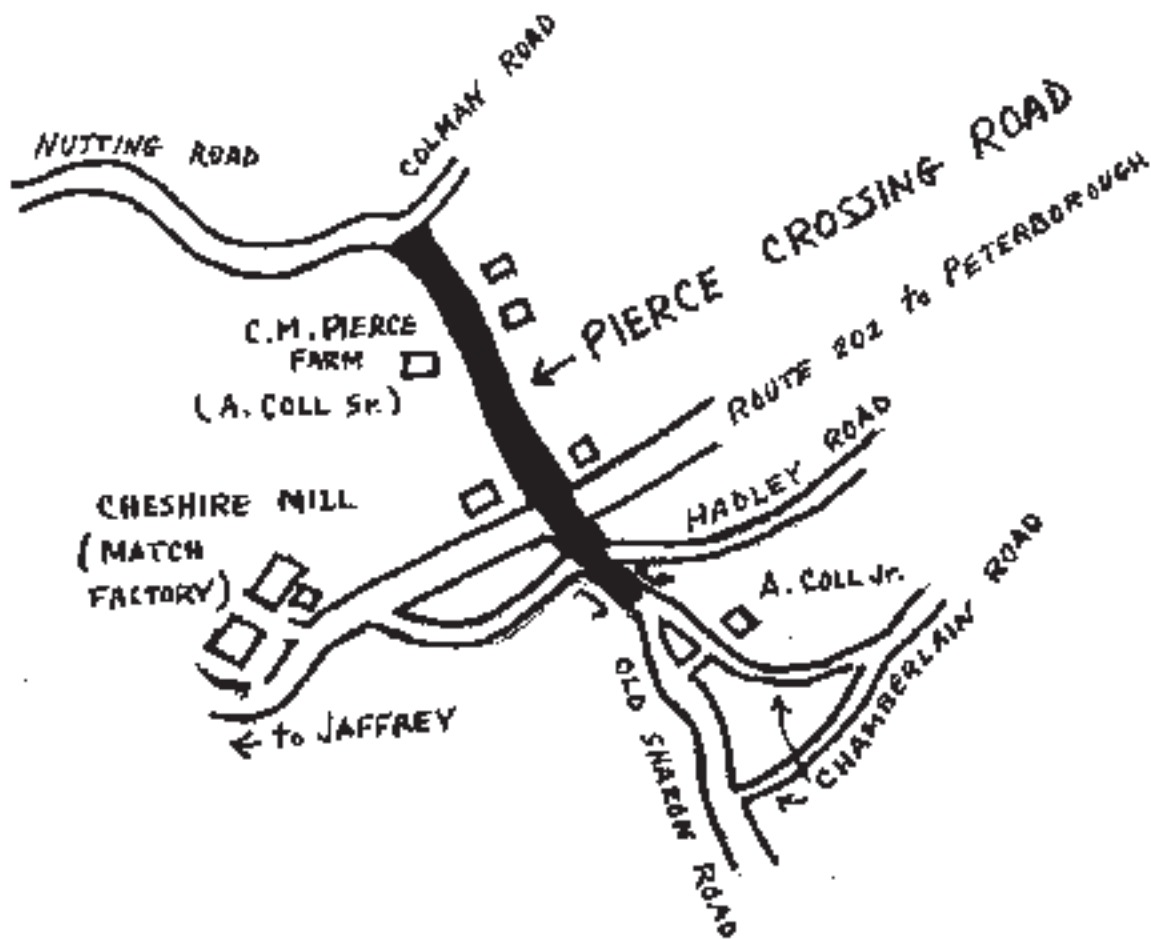 COLMAN ROAD
NUTTING ROAD
PIERCE CROSSING ROAD
ROUTE 202 to PETERBOROUGH
C.M. PIERCE
FARM
(A. COLL Sr.)
HADLEY ROAD
CHESHIRE MILL
(MATCH
FACTORY)
A. COLL Jr.
CHAMBERLAIN ROAD
OLD SHARON ROAD
to JAFFREY